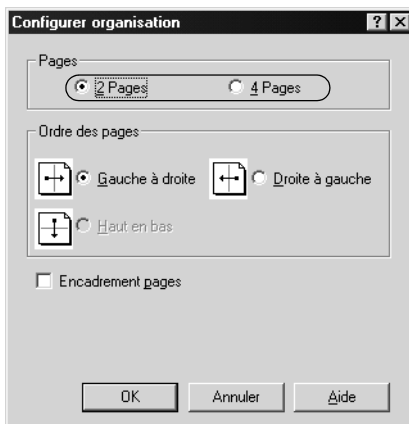 Configurer organisation
Pages
2 Pages
4 Pages
Ordre des pages
Gauche à droite
Droite à gauche
Haut en bas
Encadrement pages
OK
Annuler
Aide